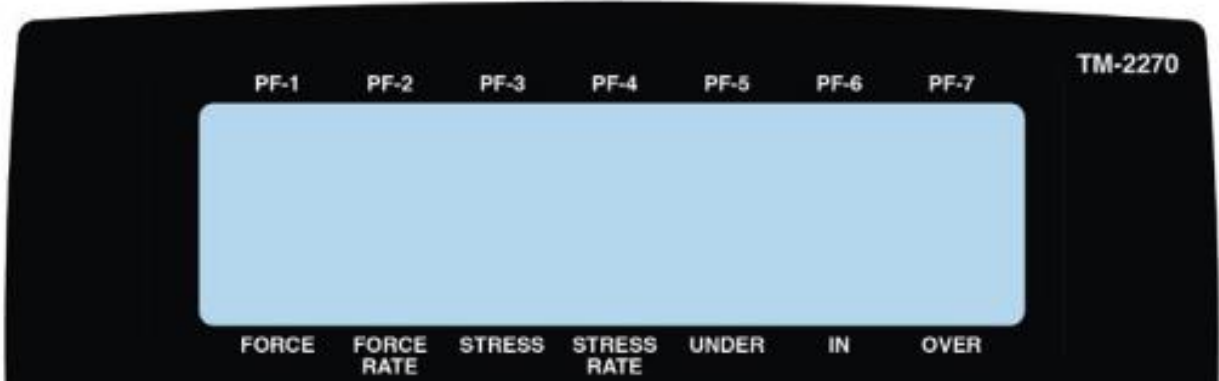 TM-2270
PF-1 PF-2 PF-3 PF-4 PF-5 PF-6 PF-7
FORCE FORCE RATE STRESS STRESS RATE UNDER IN OVER